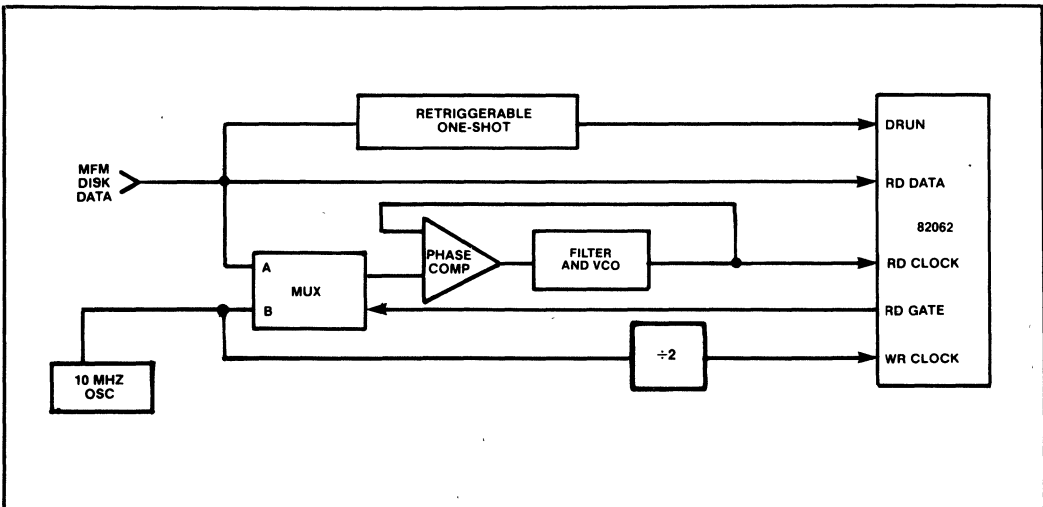 RETRIGGERABLE
ONE-SHOT
DRUN
MFM
DISK
DATA
RD DATA
82062
A
MUX
B
PHASE
COMP
FILTER
AND VCO
RD CLOCK
RD GATE
÷2
WR CLOCK
10 MHZ
OSC